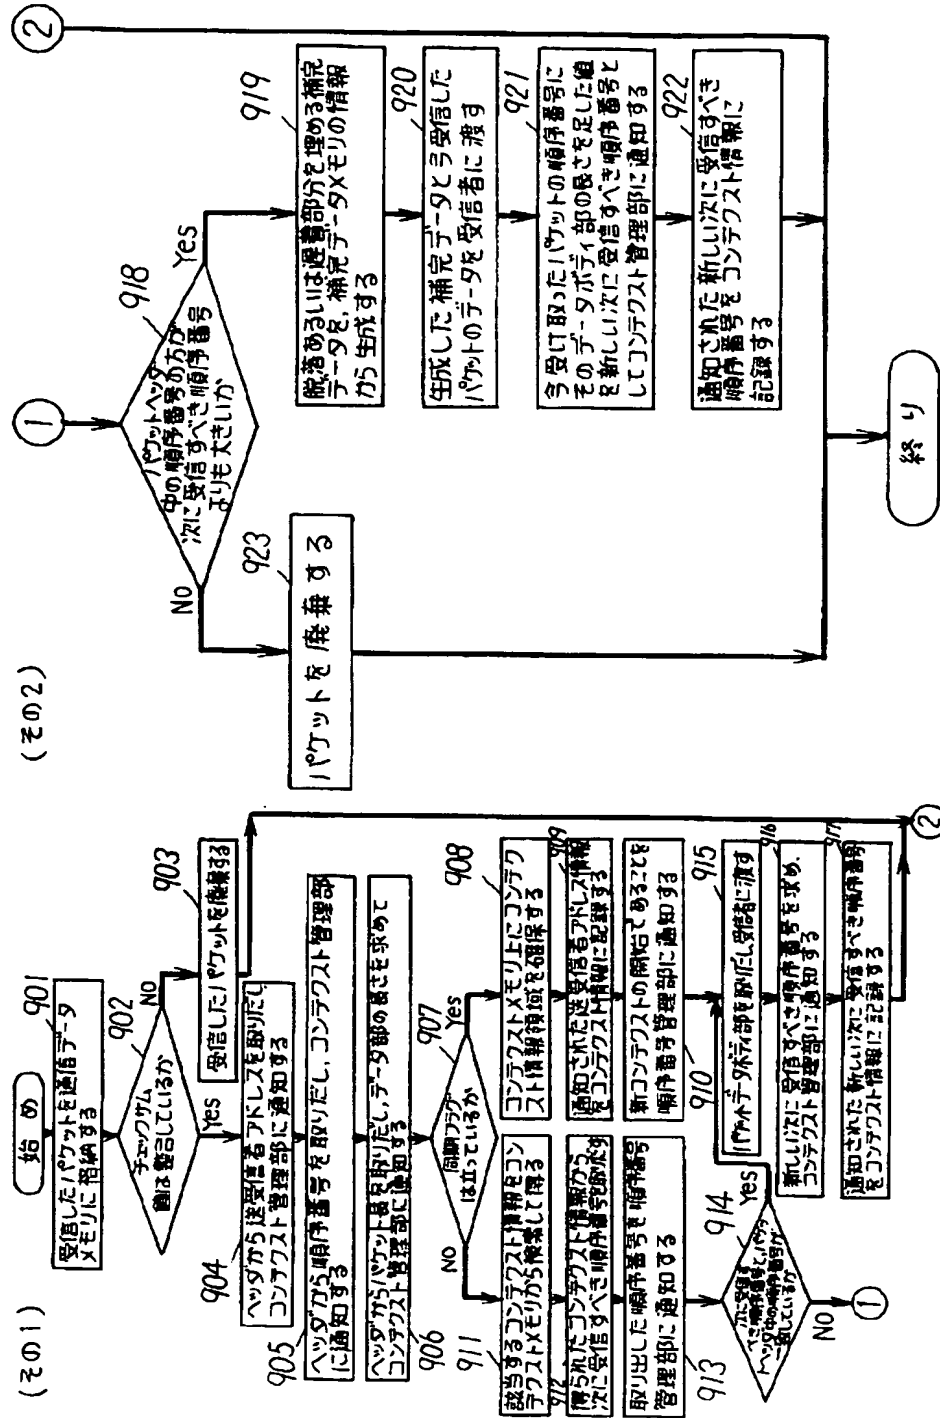 (その1)
始め
901
受信したパケットを通信データ
メモリに格納する
902
チェックサム
値は整合しているか
NO
Yes
903
受信したパケットを廃棄する
904
ヘッダから送受信者アドレスを取りだし
コンテクスト管理部に通知する
905
ヘッダから順序番号を取りだし、コンテクスト管理部
に通知する
906
ヘッダからパケット長を取りだし、データ部の長さを求めて
コンテクスト管理部に通知する
907
同期フラグ
は立っているか
NO
Yes
908
コンテクストメモリ上にコンテク
スト情報領域を確保する
909
通知された送受信者アドレス情報
をコンテクスト情報に記録する
910
新コンテクストの開始であることを
順序番号管理部に通知する
911
該当するコンテクスト情報をコン
テクストメモリから検索して得る
912
得られたコンテクスト情報から、
次に受信すべき順序番号を取りだす
913
取り出した順序番号を順序番号
管理部に通知する
914
次に受信す
べき順序番号とパケッ
トヘッダ中の順序番号が
一致しているか
Yes
NO
①
915
パケットデータボディ部を取りだし受信者に渡す
916
新しい次に受信すべき順序番号を求め、
コンテクスト管理部に通知する
917
通知された新しい次に受信すべき順序番号
をコンテクスト情報に記録する
②
(その2)
①
918
パケットヘッダ
中の順序番号の方が
次に受信すべき順序番号
よりも大きいか
Yes
NO
919
脱落あるいは遅着部分を埋める補完
データを、補完データメモリの情報
から生成する
920
生成した補完データと今受信した
パケットのデータを受信者に渡す
921
今受け取ったパケットの順序番号に
そのデータボディ部の長さを足した値
を新しい次に受信すべき順序番号と
してコンテクスト管理部に通知する
922
通知された新しい次に受信すべき
順序番号をコンテクスト情報に
記録する
923
パケットを廃棄する
②
終り